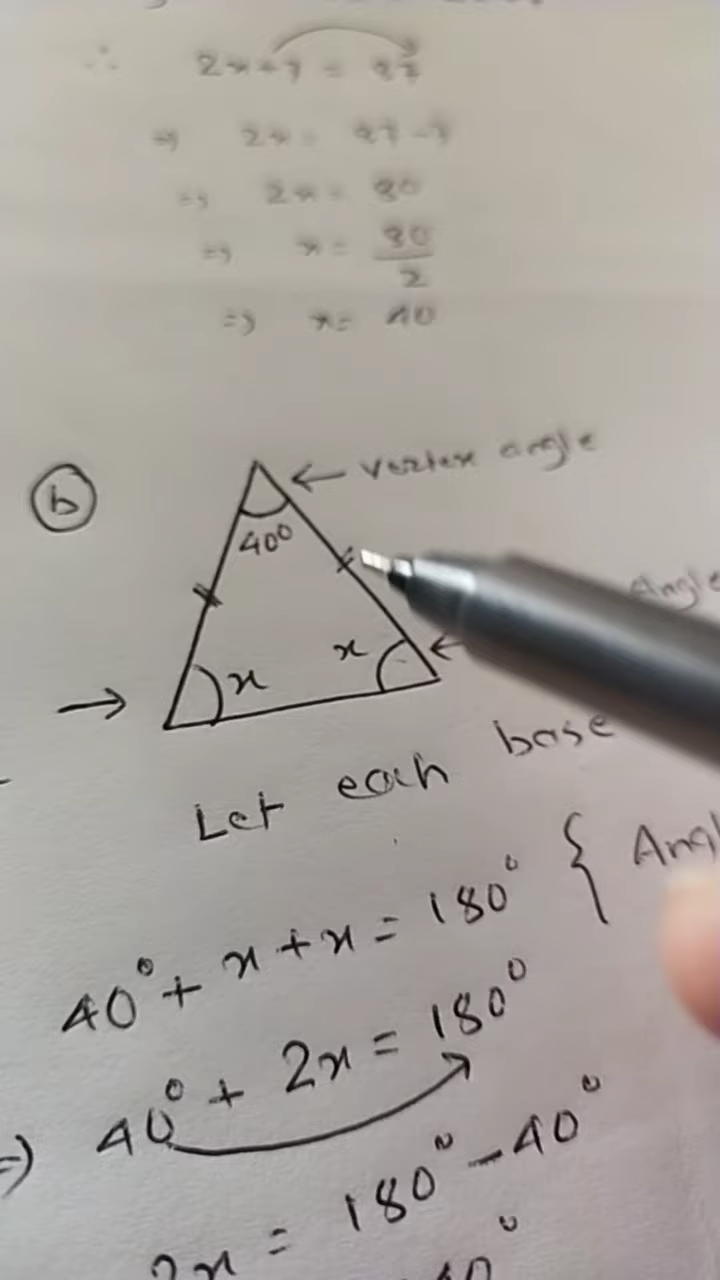 ∴ 2x+7 = 87
⇒ 2x = 87-7
⇒ 2x = 80
⇒ x = 80/2
⇒ x = 40
(b)
← vertex angle
40°
Angle
x x ←
→
Let each base
40° + x + x = 180° { Angl
⇒) 40° + 2x = 180°
2x = 180° - 40°
40°